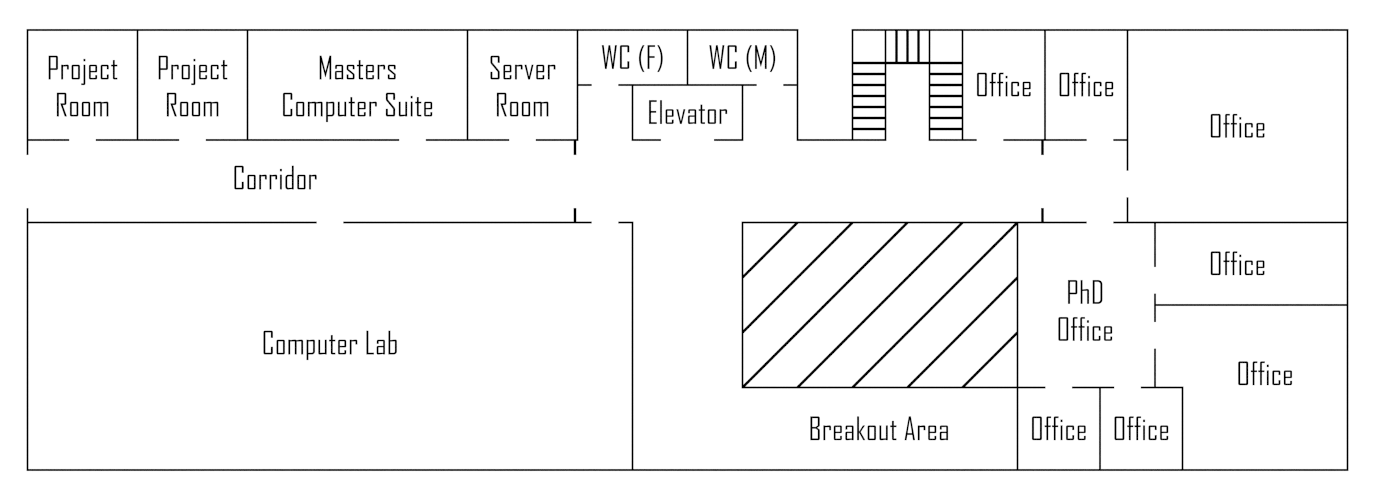 Project
Room
Project
Room
Masters
Computer Suite
Server
Room
WC (F)
WC (M)
Elevator
Office
Office
Office
Corridor
Computer Lab
PhD
Office
Office
Office
Breakout Area
Office
Office